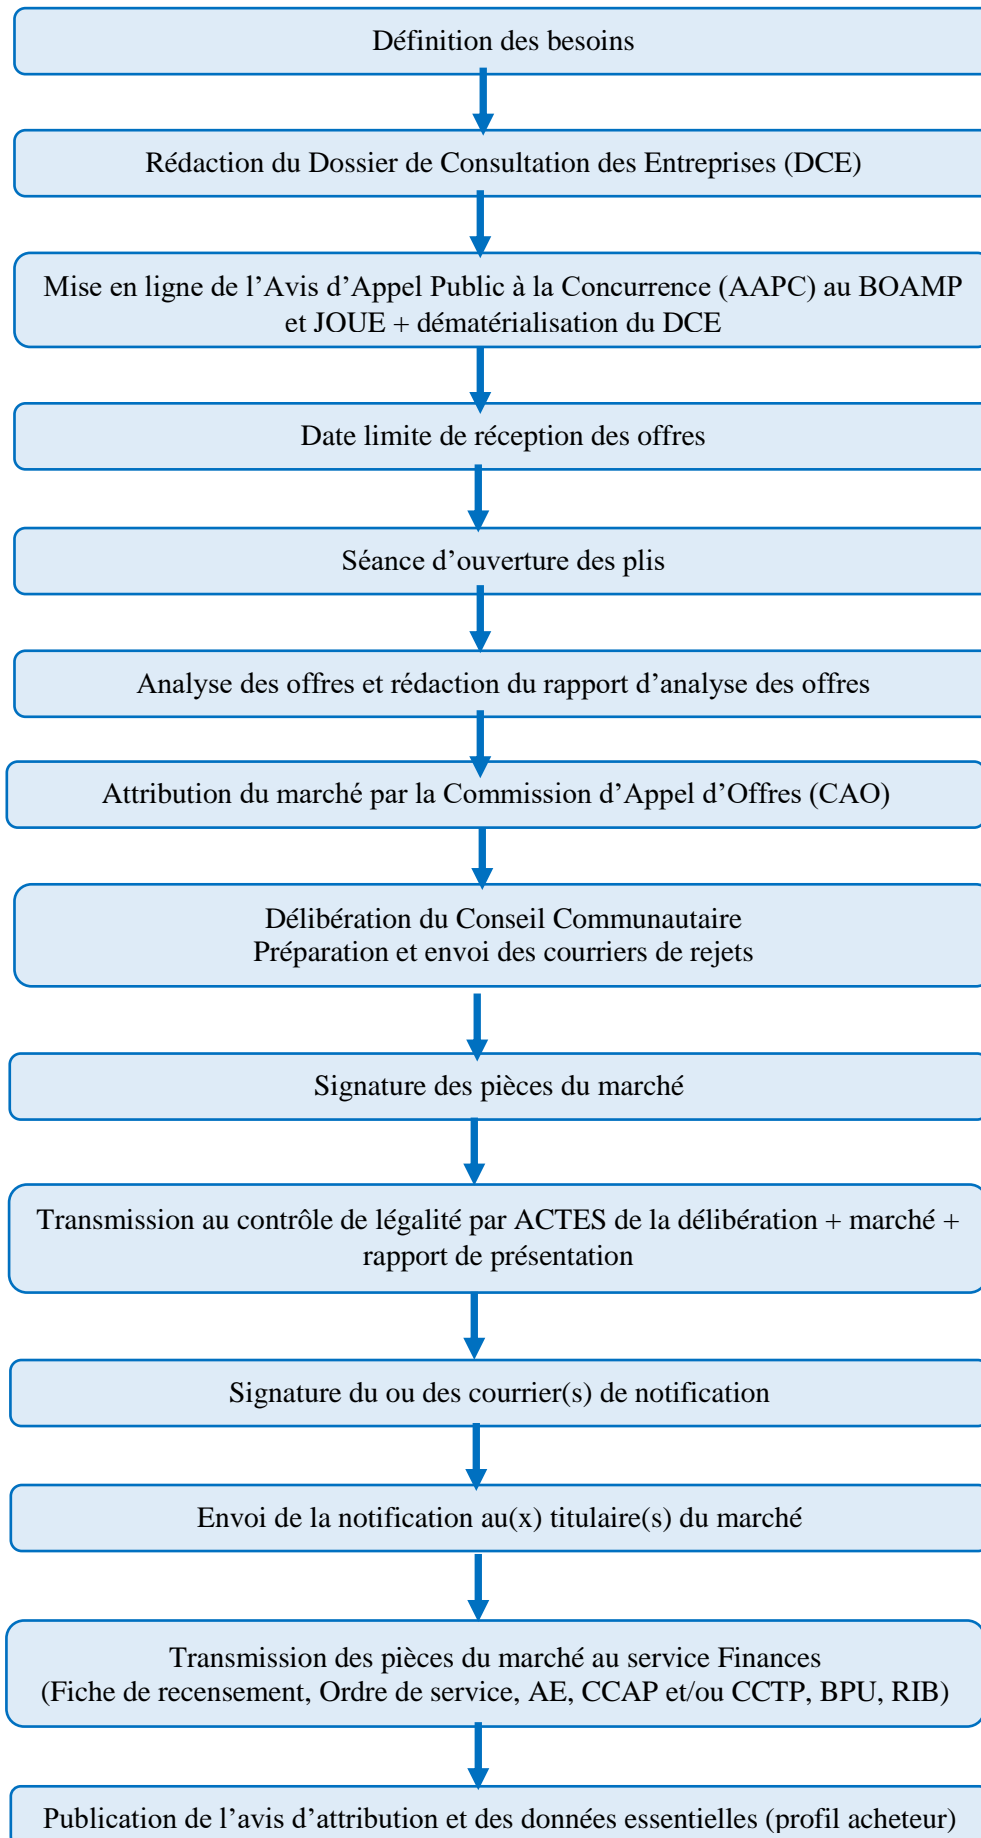 Définition des besoins
Rédaction du Dossier de Consultation des Entreprises (DCE)
Mise en ligne de l’Avis d’Appel Public à la Concurrence (AAPC) au BOAMP
et JOUE + dématérialisation du DCE
Date limite de réception des offres
Séance d’ouverture des plis
Analyse des offres et rédaction du rapport d’analyse des offres
Attribution du marché par la Commission d’Appel d’Offres (CAO)
Délibération du Conseil Communautaire
Préparation et envoi des courriers de rejets
Signature des pièces du marché
Transmission au contrôle de légalité par ACTES de la délibération + marché +
rapport de présentation
Signature du ou des courrier(s) de notification
Envoi de la notification au(x) titulaire(s) du marché
Transmission des pièces du marché au service Finances
(Fiche de recensement, Ordre de service, AE, CCAP et/ou CCTP, BPU, RIB)
Publication de l’avis d’attribution et des données essentielles (profil acheteur)